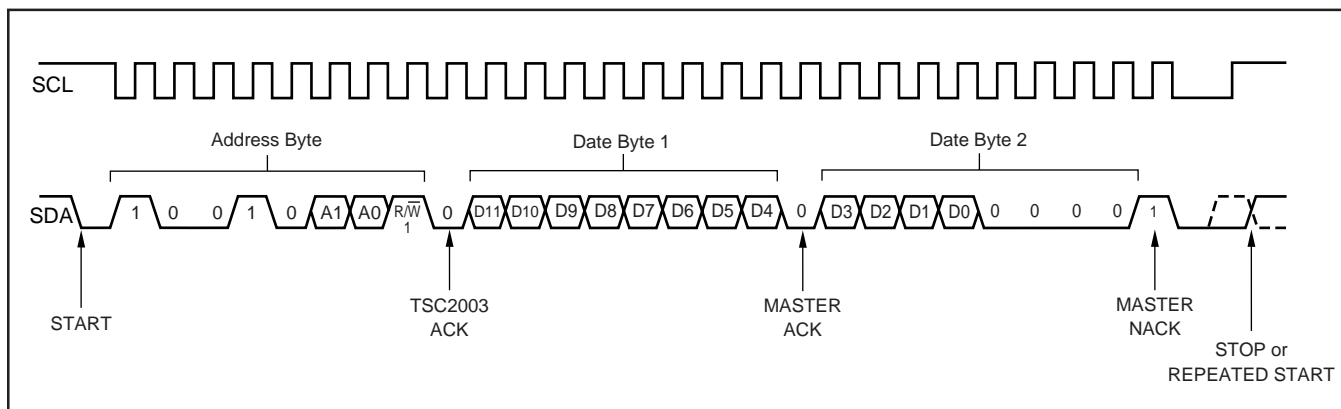 SCL
Address Byte
Date Byte 1
Date Byte 2
SDA
1 0 0 1 0 A1 A0 R/W̅ 1 0 D11 D10 D9 D8 D7 D6 D5 D4 0 D3 D2 D1 D0 0 0 0 0 1
START
TSC2003
ACK
MASTER
ACK
MASTER
NACK
STOP or
REPEATED START